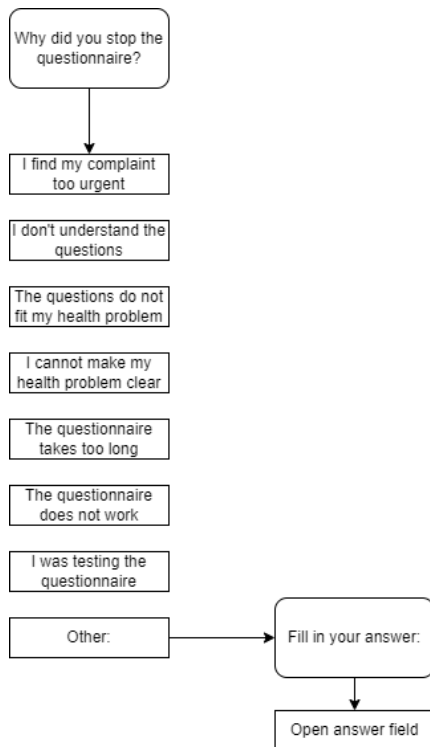 Why did you stop the
questionnaire?
I find my complaint
too urgent
I don't understand the
questions
The questions do not
fit my health problem
I cannot make my
health problem clear
The questionnaire
takes too long
The questionnaire
does not work
I was testing the
questionnaire
Other:
Fill in your answer:
Open answer field